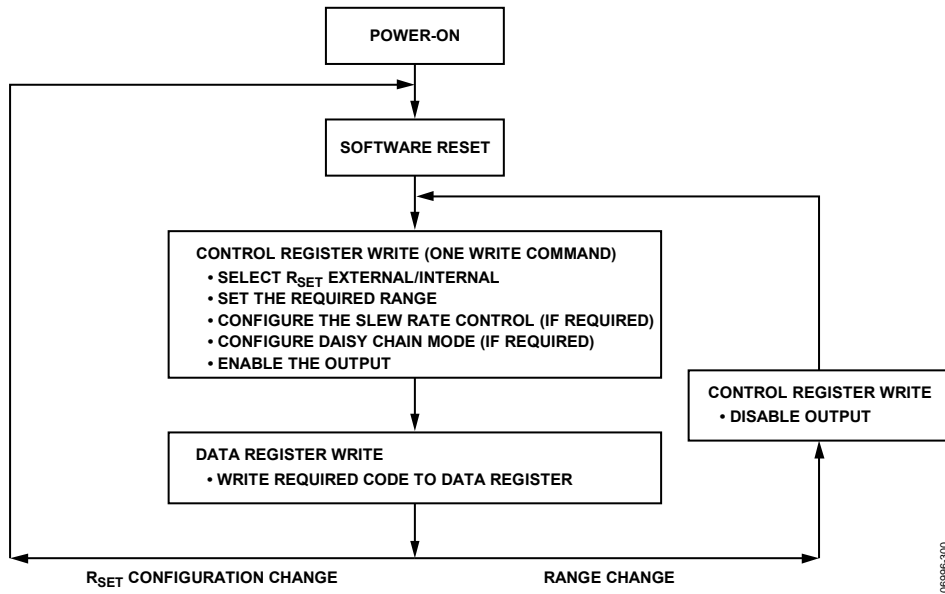 POWER-ON
SOFTWARE RESET
CONTROL REGISTER WRITE (ONE WRITE COMMAND)
• SELECT RSET EXTERNAL/INTERNAL
• SET THE REQUIRED RANGE
• CONFIGURE THE SLEW RATE CONTROL (IF REQUIRED)
• CONFIGURE DAISY CHAIN MODE (IF REQUIRED)
• ENABLE THE OUTPUT
CONTROL REGISTER WRITE
• DISABLE OUTPUT
DATA REGISTER WRITE
• WRITE REQUIRED CODE TO DATA REGISTER
RSET CONFIGURATION CHANGE
RANGE CHANGE
06996-300